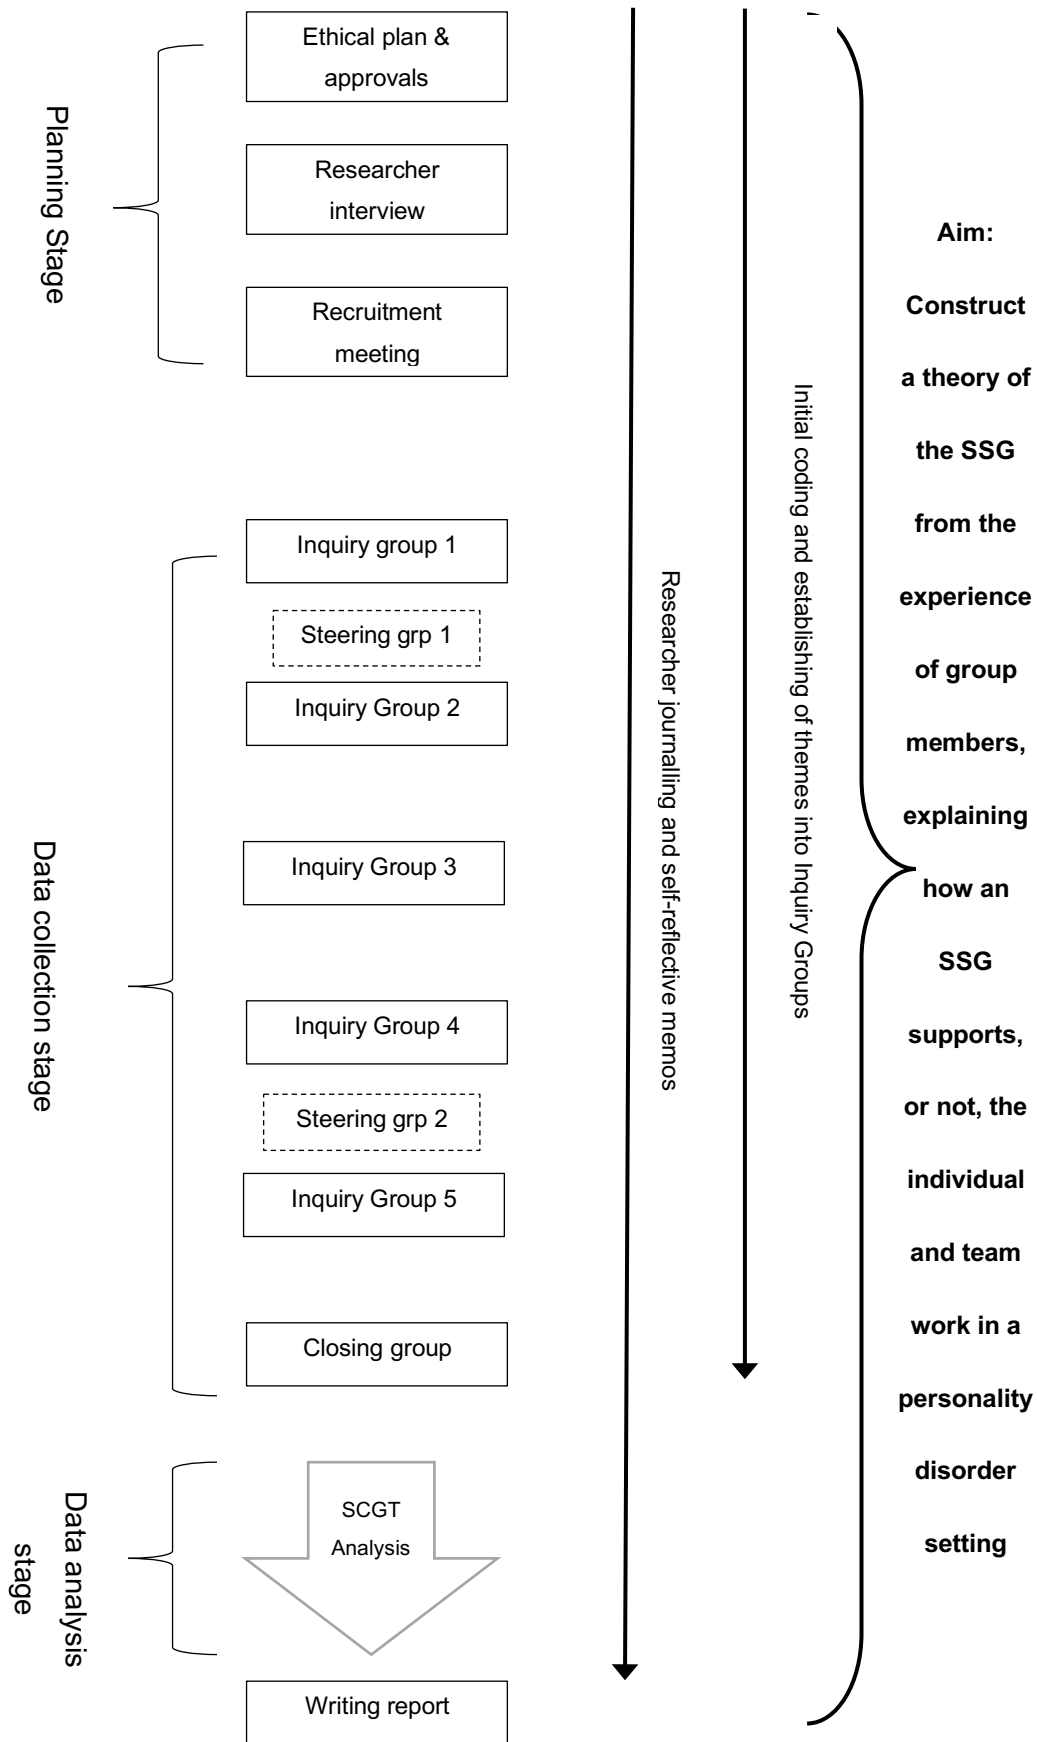 Planning Stage
Ethical plan &
approvals
Researcher
interview
Recruitment
meeting
Data collection stage
Inquiry group 1
Steering grp 1
Inquiry Group 2
Inquiry Group 3
Inquiry Group 4
Steering grp 2
Inquiry Group 5
Closing group
Data analysis
stage
SCGT
Analysis
Writing report
Researcher journalling and self-reflective memos
Initial coding and establishing of themes into Inquiry Groups
Aim:
Construct
a theory of
the SSG
from the
experience
of group
members,
explaining
how an
SSG
supports,
or not, the
individual
and team
work in a
personality
disorder
setting